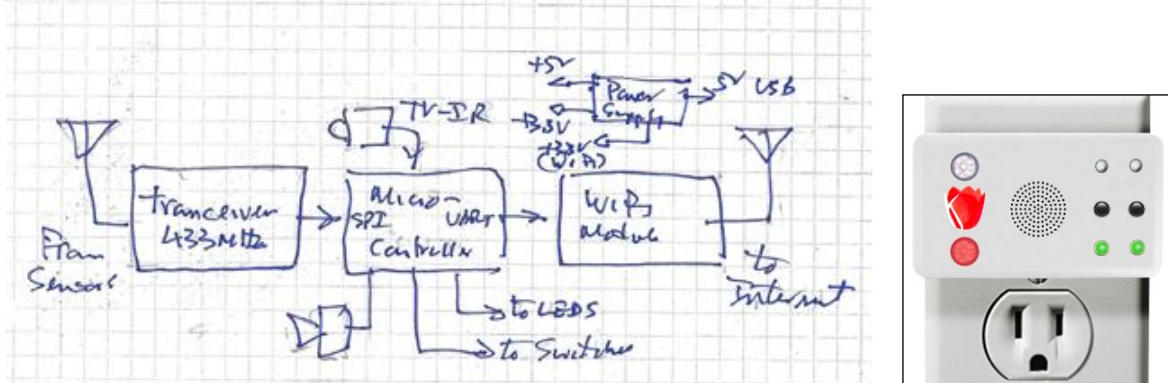 +5V
Power
Supply
5V USB
+3.3V
+3.3V
(WiFi)
TV-IR
Tranceiver
433MHz
SPI
Micro-
Controller
UART
WiFi
Module
From
Sensors
to
Internet
to LEDS
to Switches